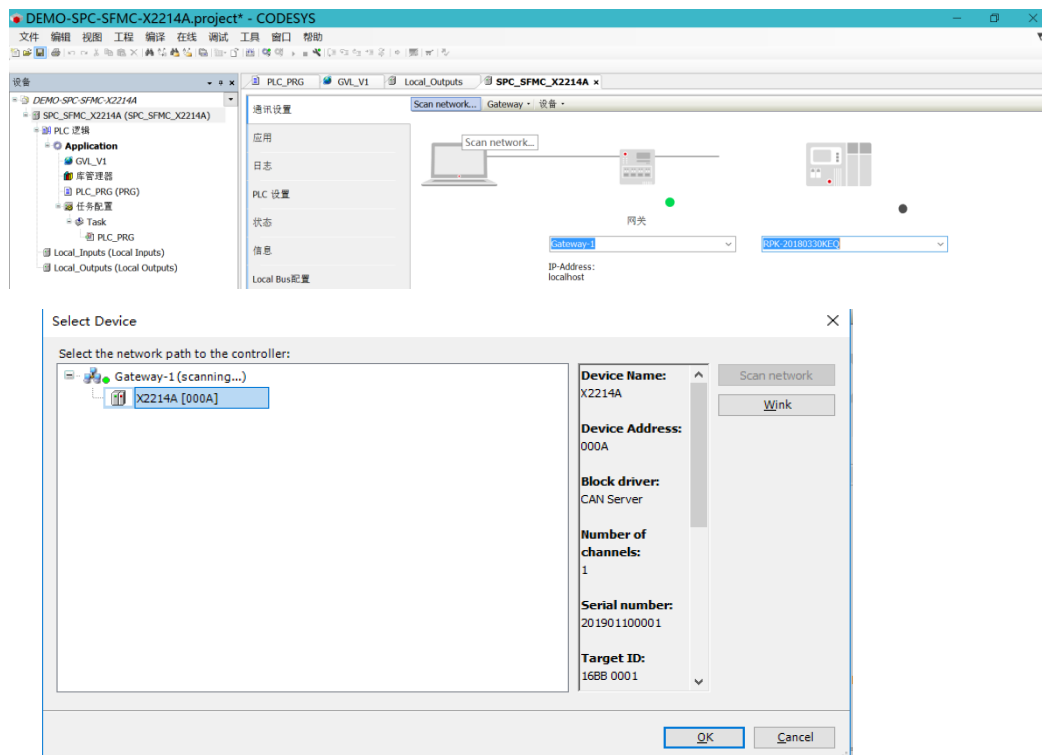 DEMO-SPC-SFMC-X2214A.project* - CODESYS
文件 编辑 视图 工程 编译 在线 调试 工具 窗口 帮助
设备
PLC_PRG GVL_V1 Local_Outputs SPC_SFMC_X2214A
DEMO-SPC-SFMC-X2214A
SPC_SFMC_X2214A (SPC_SFMC_X2214A)
PLC 逻辑
Application
GVL_V1
库管理器
PLC_PRG (PRG)
任务配置
Task
PLC_PRG
Local_Inputs (Local Inputs)
Local_Outputs (Local Outputs)
通讯设置
应用
日志
PLC 设置
状态
信息
Local Bus配置
Scan network... Gateway 设备
Scan network...
网关
Gateway-1
RPK-20180330KEQ
IP-Address:
localhost
Select Device
Select the network path to the controller:
Gateway-1 (scanning...)
X2214A [000A]
Device Name:
X2214A
Device Address:
000A
Block driver:
CAN Server
Number of
channels:
1
Serial number:
201901100001
Target ID:
16BB 0001
Scan network
Wink
OK
Cancel